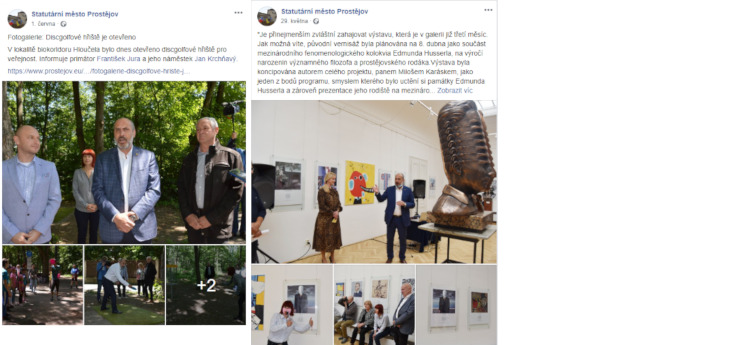 Statutární město Prostějov
1. června
Fotogalerie: Discgolfové hřiště je otevřeno
V lokalitě biokoridoru Hloučela bylo dnes otevřeno discgolfové hřiště pro
veřejnost. Informuje primátor František Jura a jeho náměstek Jan Krchňavý.
https://www.prostejov.eu/.../fotogalerie-discgolfove-hriste-j...
+2
Statutární město Prostějov
29. května
"Je přinejmenším zvláštní zahajovat výstavu, která je v galerii již třetí měsíc.
Jak možná víte, původní vernisáž byla plánována na 8. dubna jako součást
mezinárodního fenomenologického kolokvia Edmunda Husserla, na výročí
narozenin významného filozofa a prostějovského rodáka.Výstava byla
koncipována autorem celého projektu, panem Milošem Karáskem, jako
jeden z bodů programu, smyslem kterého bylo uctění si památky Edmunda
Husserla a zároveň prezentace jeho rodiště na mezináro... Zobrazit víc